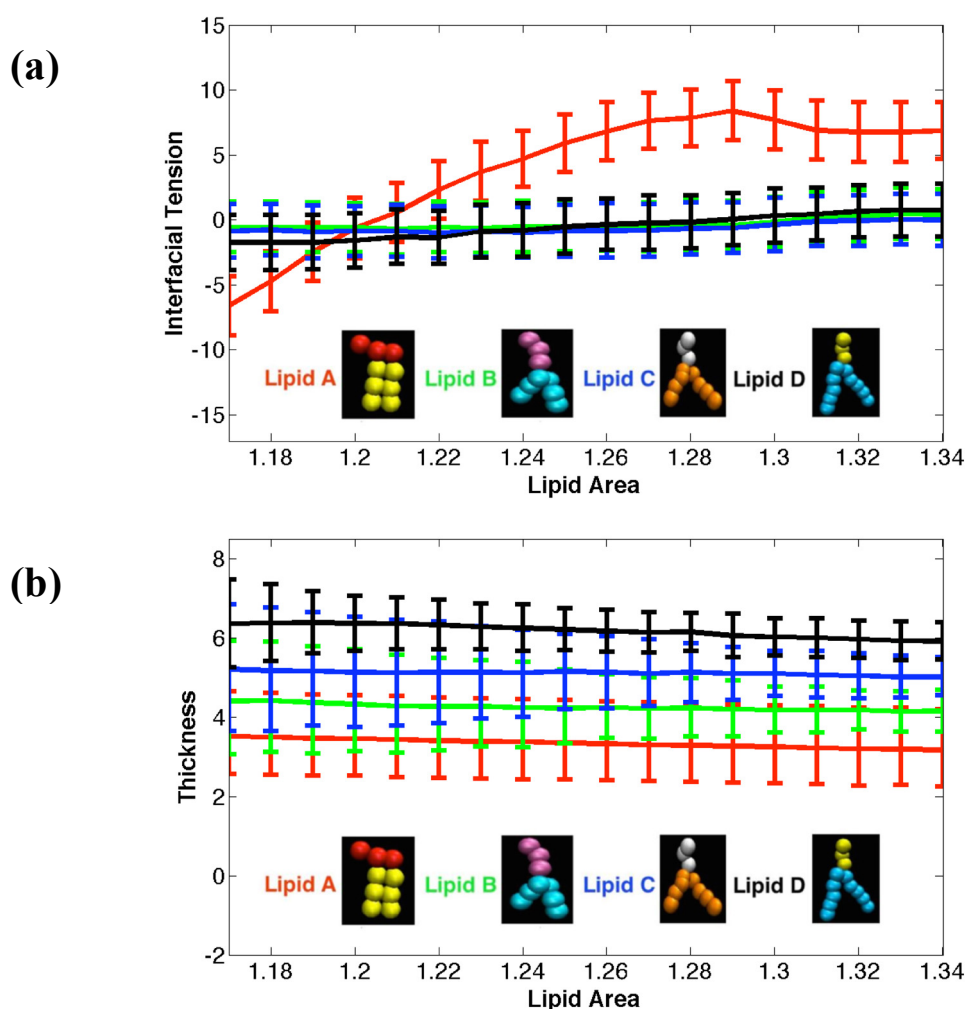 (a)
15
10
5
0
-5
-10
-15
Interfacial Tension
Lipid A Lipid B Lipid C Lipid D
1.18 1.2 1.22 1.24 1.26 1.28 1.3 1.32 1.34
Lipid Area
(b)
8
6
4
2
0
-2
Thickness
Lipid A Lipid B Lipid C Lipid D
1.18 1.2 1.22 1.24 1.26 1.28 1.3 1.32 1.34
Lipid Area